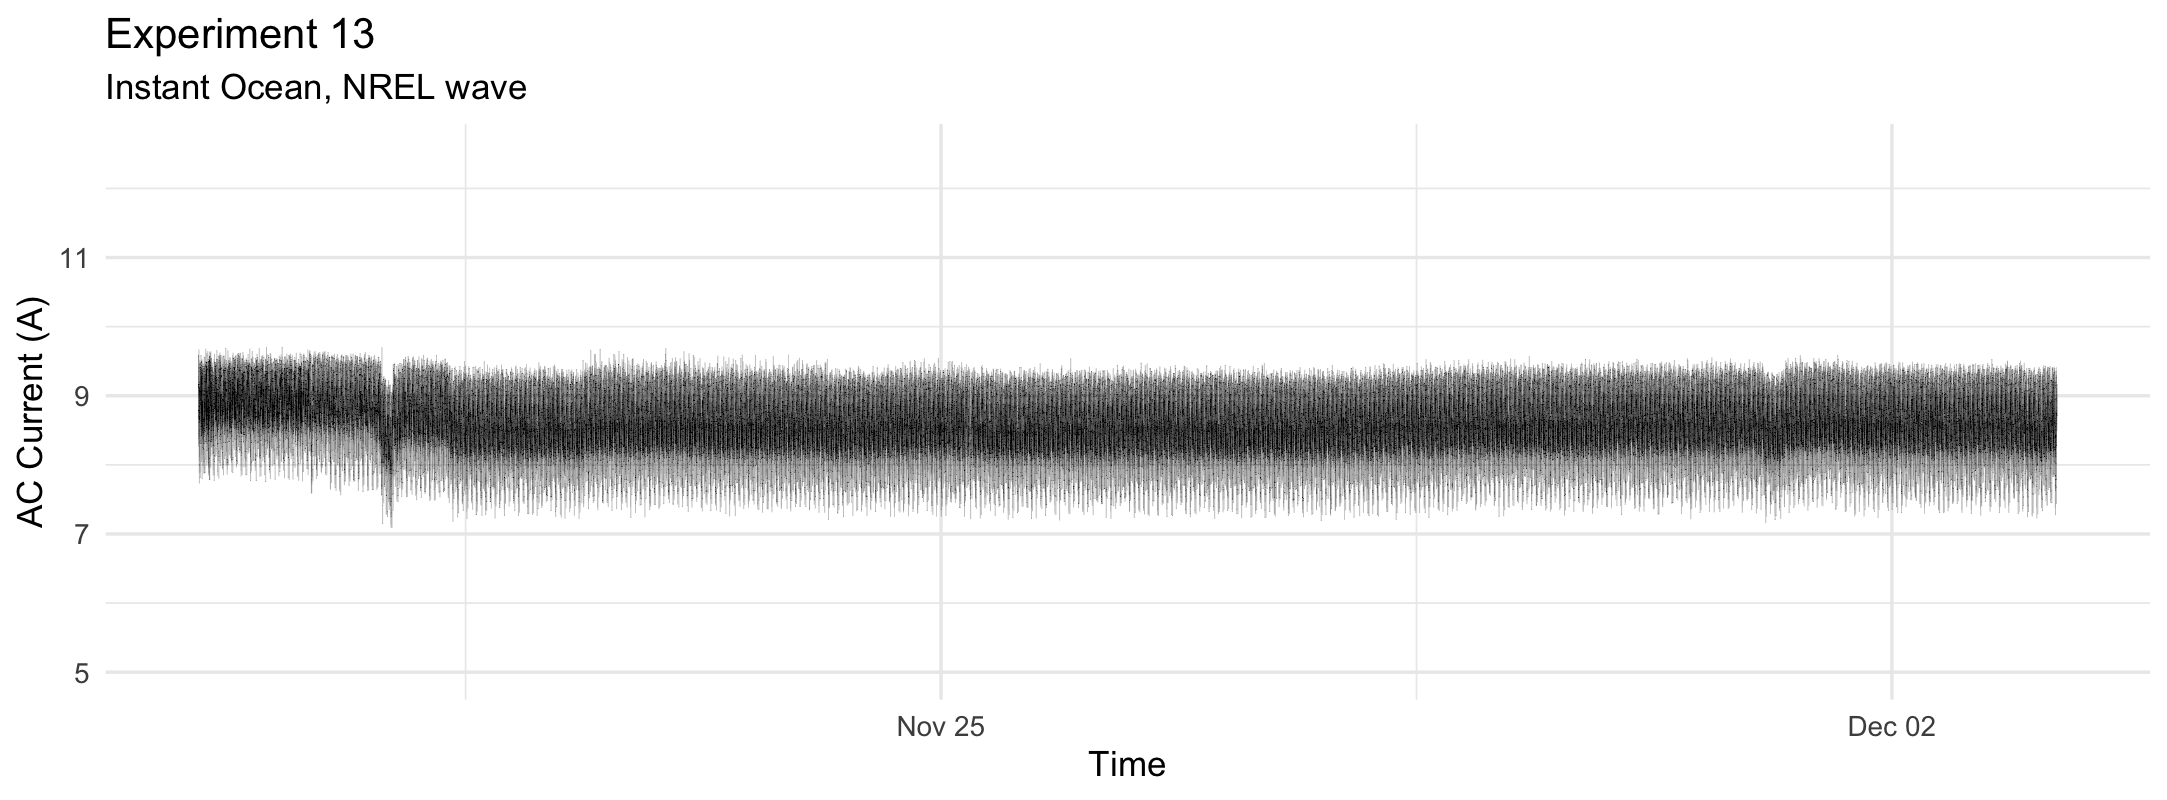 Experiment 13
Instant Ocean, NREL wave
AC Current (A)
11
9
7
5
Nov 25
Dec 02
Time